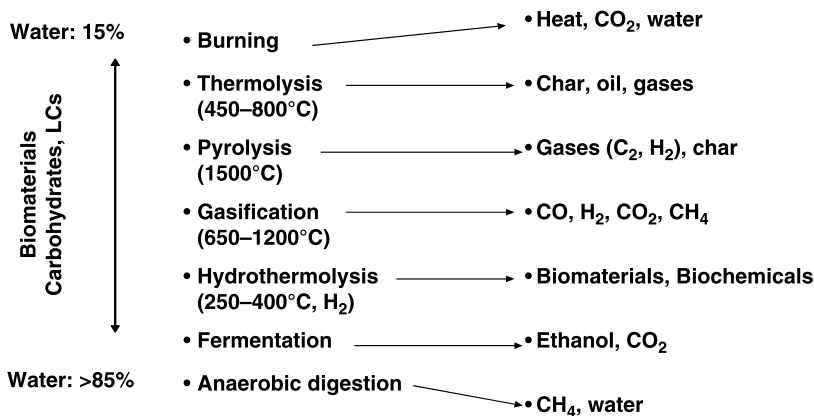 Water: 15%
Biomaterials
Carbohydrates, LCs
Water: >85%
• Burning
• Heat, CO₂, water
• Thermolysis
(450–800°C)
• Char, oil, gases
• Pyrolysis
(1500°C)
• Gases (C₂, H₂), char
• Gasification
(650–1200°C)
• CO, H₂, CO₂, CH₄
• Hydrothermolysis
(250–400°C, H₂)
• Biomaterials, Biochemicals
• Fermentation
• Ethanol, CO₂
• Anaerobic digestion
• CH₄, water